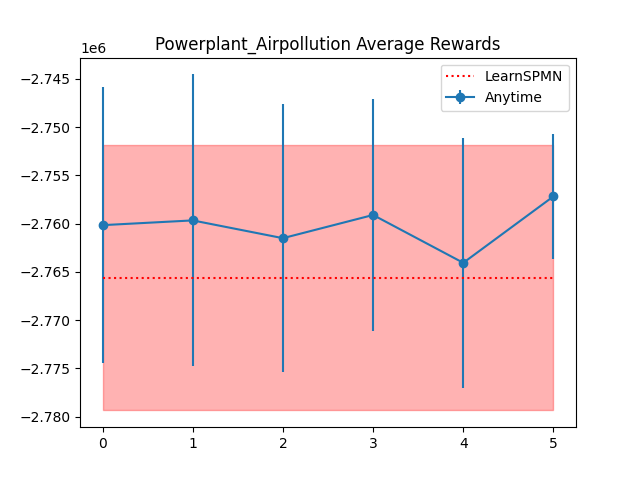 Powerplant_Airpollution Average Rewards
1e6
LearnSPMN
Anytime
−2.745
−2.750
−2.755
−2.760
−2.765
−2.770
−2.775
−2.780
0 1 2 3 4 5